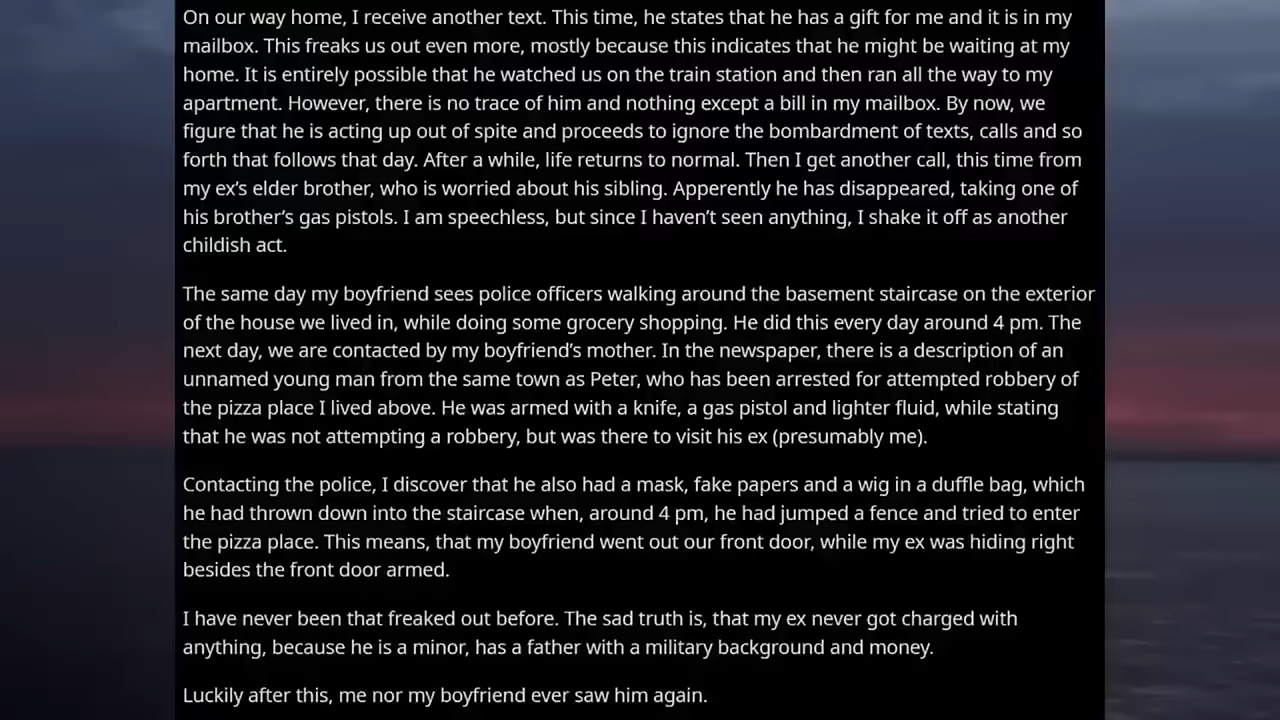 On our way home, I receive another text. This time, he states that he has a gift for me and it is in my
mailbox. This freaks us out even more, mostly because this indicates that he might be waiting at my
home. It is entirely possible that he watched us on the train station and then ran all the way to my
apartment. However, there is no trace of him and nothing except a bill in my mailbox. By now, we
figure that he is acting up out of spite and proceeds to ignore the bombardment of texts, calls and so
forth that follows that day. After a while, life returns to normal. Then I get another call, this time from
my ex’s elder brother, who is worried about his sibling. Apperently he has disappeared, taking one of
his brother’s gas pistols. I am speechless, but since I haven’t seen anything, I shake it off as another
childish act.
The same day my boyfriend sees police officers walking around the basement staircase on the exterior
of the house we lived in, while doing some grocery shopping. He did this every day around 4 pm. The
next day, we are contacted by my boyfriend’s mother. In the newspaper, there is a description of an
unnamed young man from the same town as Peter, who has been arrested for attempted robbery of
the pizza place I lived above. He was armed with a knife, a gas pistol and lighter fluid, while stating
that he was not attempting a robbery, but was there to visit his ex (presumably me).
Contacting the police, I discover that he also had a mask, fake papers and a wig in a duffle bag, which
he had thrown down into the staircase when, around 4 pm, he had jumped a fence and tried to enter
the pizza place. This means, that my boyfriend went out our front door, while my ex was hiding right
besides the front door armed.
I have never been that freaked out before. The sad truth is, that my ex never got charged with
anything, because he is a minor, has a father with a military background and money.
Luckily after this, me nor my boyfriend ever saw him again.